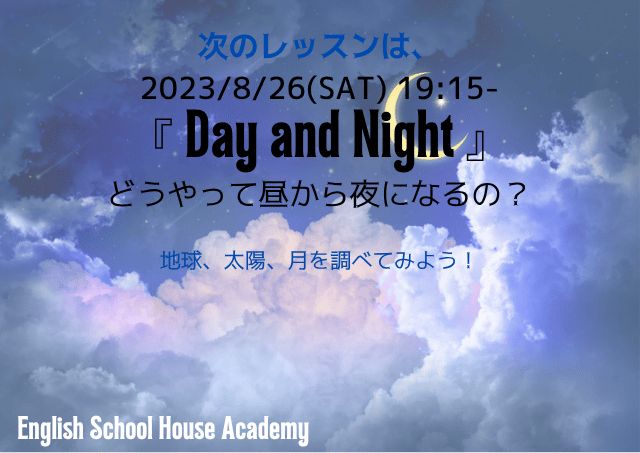 次のレッスンは、
2023/8/26(SAT) 19:15-
『 Day and Night 』
どうやって昼から夜になるの？
地球、太陽、月を調べてみよう！
English School House Academy